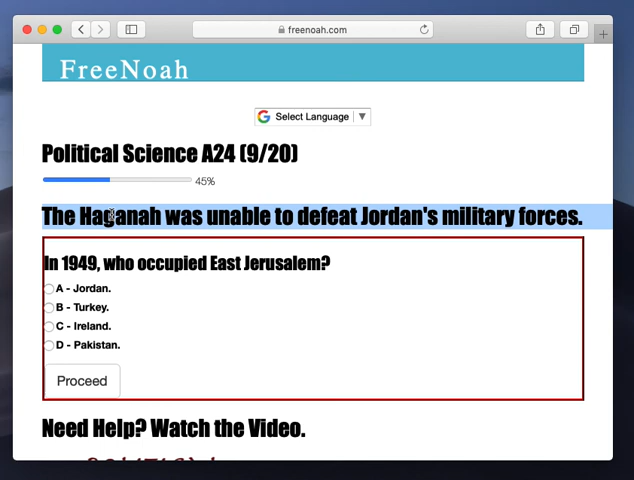 freenoah.com
FreeNoah
Select Language
Political Science A24 (9/20)
45%
The Haganah was unable to defeat Jordan's military forces.
In 1949, who occupied East Jerusalem?
A - Jordan.
B - Turkey.
C - Ireland.
D - Pakistan.
Proceed
Need Help? Watch the Video.